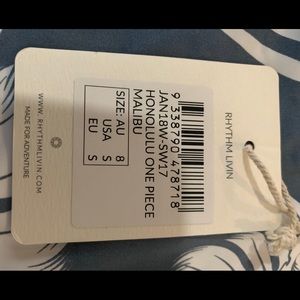 RHYTHM LIVIN
9 338790 478718
JAN18W-SW17
HONOLULU ONE PIECE
MALIBU
SIZE: AU 8
USA S
EU S
WWW.RHYTHMLIVIN.COM
MADE FOR ADVENTURE